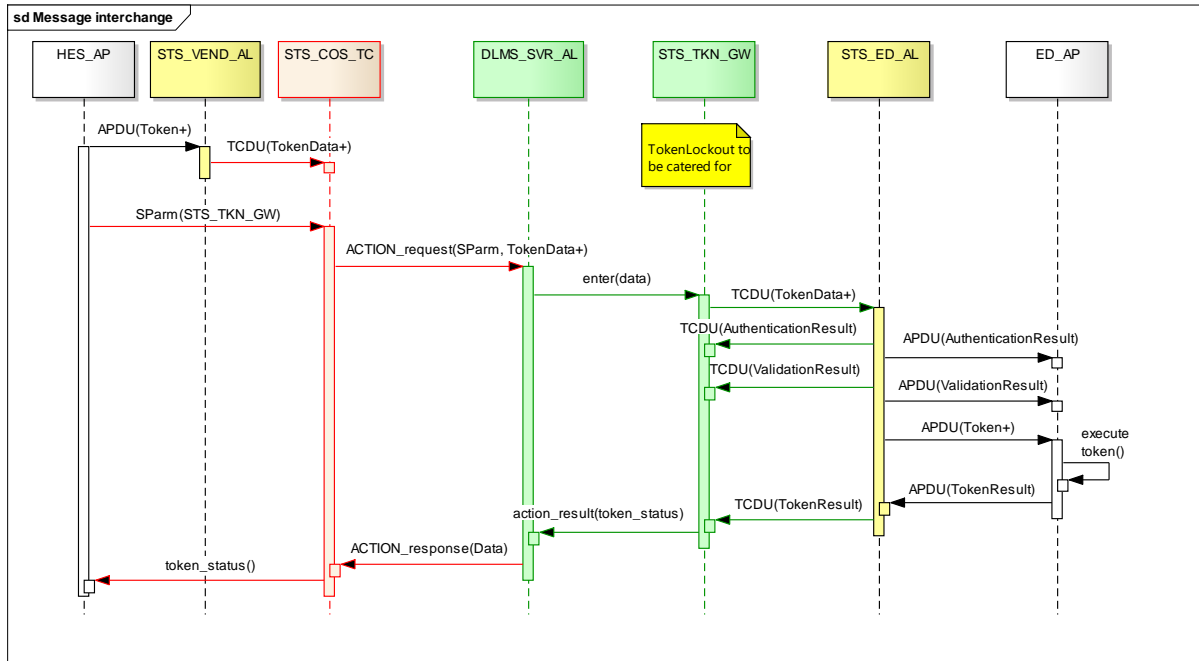 sd Message interchange
HES_AP
STS_VEND_AL
STS_COS_TC
DLMS_SVR_AL
STS_TKN_GW
STS_ED_AL
ED_AP
TokenLockout to
be catered for
APDU(Token+)
TCDU(TokenData+)
SParm(STS_TKN_GW)
ACTION_request(SParm, TokenData+)
enter(data)
TCDU(TokenData+)
TCDU(AuthenticationResult)
APDU(AuthenticationResult)
TCDU(ValidationResult)
APDU(ValidationResult)
APDU(Token+)
execute
token()
APDU(TokenResult)
TCDU(TokenResult)
action_result(token_status)
ACTION_response(Data)
token_status()